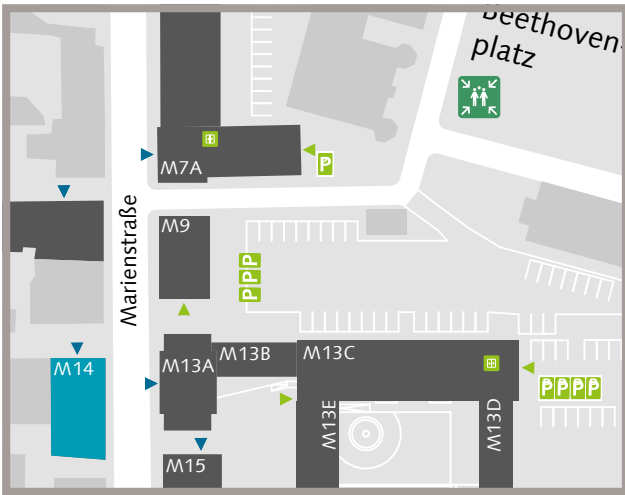 Beethoven-
platz
M7A
P
Marienstraße
M9
P
P
P
M13A
M13B
M13C
M14
P P P P
M13E
M13D
M15